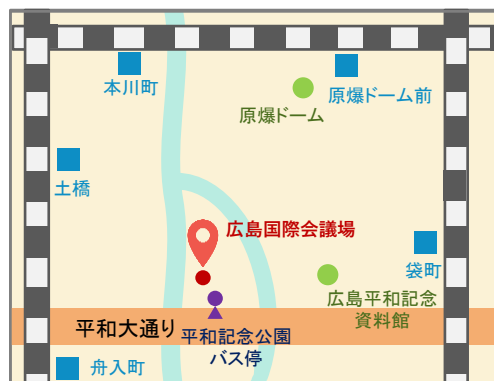 本川町
原爆ドーム前
原爆ドーム
土橋
広島国際会議場
袋町
広島平和記念
資料館
平和大通り
平和記念公園
バス停
舟入町